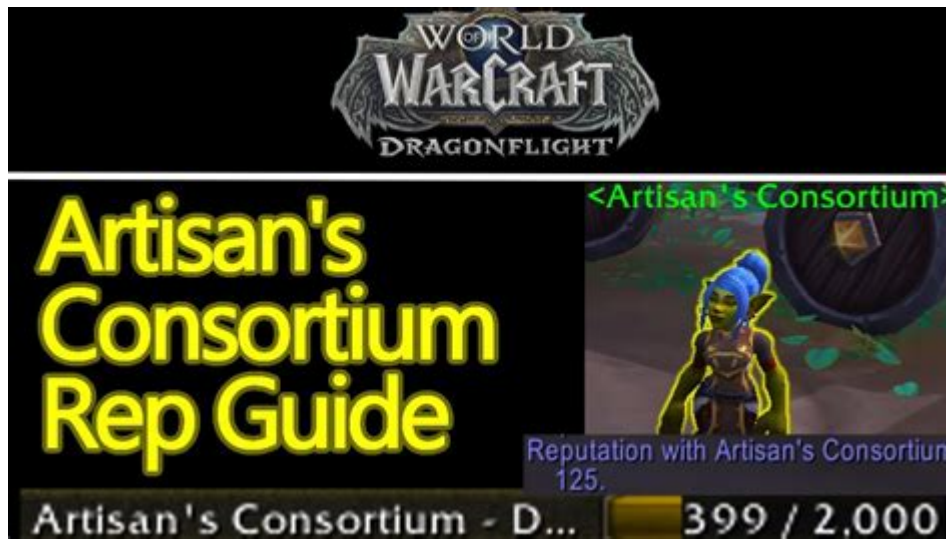 WORLD
OF
WARCRAFT
DRAGONFLIGHT
<Artisan's Consortium>
Artisan's
Consortium
Rep Guide
Reputation with Artisan's Consortium
125.
Artisan's Consortium - D... 399 / 2,000